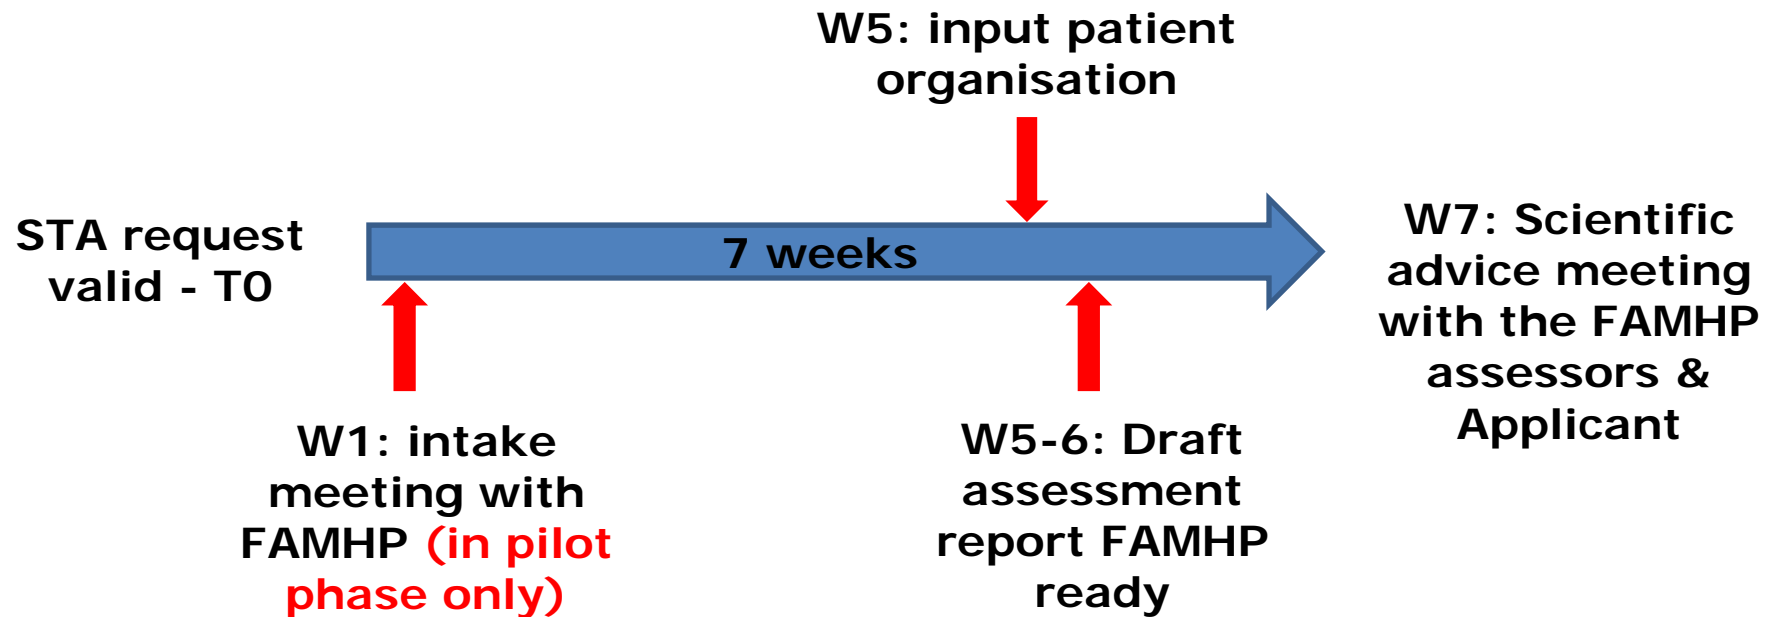 W5: input patient
organisation
STA request
valid - T0
7 weeks
W7: Scientific
advice meeting
with the FAMHP
assessors &
Applicant
W1: intake
meeting with
FAMHP (in pilot
phase only)
W5-6: Draft
assessment
report FAMHP
ready